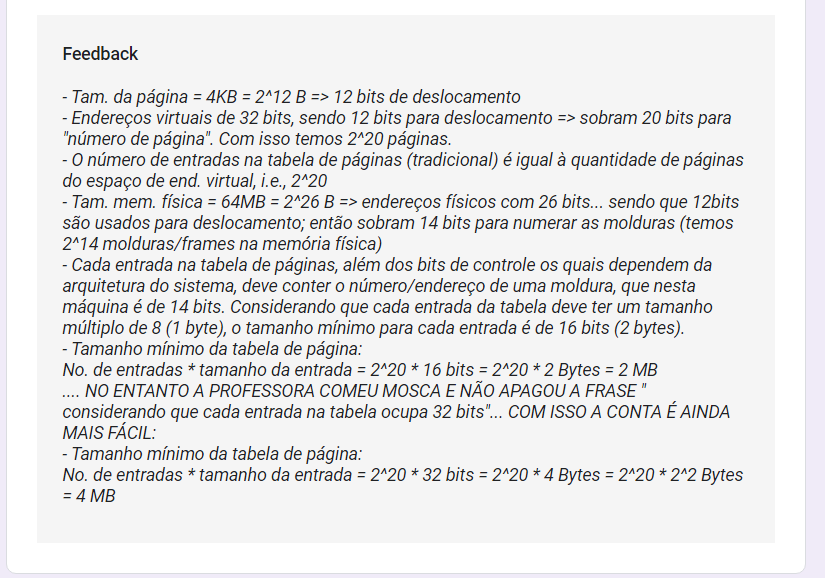 Feedback
- Tam. da página = 4KB = 2^12 B => 12 bits de deslocamento
- Endereços virtuais de 32 bits, sendo 12 bits para deslocamento => sobram 20 bits para
"número de página". Com isso temos 2^20 páginas.
- O número de entradas na tabela de páginas (tradicional) é igual à quantidade de páginas
do espaço de end. virtual, i.e., 2^20
- Tam. mem. física = 64MB = 2^26 B => endereços físicos com 26 bits... sendo que 12bits
são usados para deslocamento; então sobram 14 bits para numerar as molduras (temos
2^14 molduras/frames na memória física)
- Cada entrada na tabela de páginas, além dos bits de controle os quais dependem da
arquitetura do sistema, deve conter o número/endereço de uma moldura, que nesta
máquina é de 14 bits. Considerando que cada entrada da tabela deve ter um tamanho
múltiplo de 8 (1 byte), o tamanho mínimo para cada entrada é de 16 bits (2 bytes).
- Tamanho mínimo da tabela de página:
No. de entradas * tamanho da entrada = 2^20 * 16 bits = 2^20 * 2 Bytes = 2 MB
.... NO ENTANTO A PROFESSORA COMEU MOSCA E NÃO APAGOU A FRASE "
considerando que cada entrada na tabela ocupa 32 bits"... COM ISSO A CONTA É AINDA
MAIS FÁCIL:
- Tamanho mínimo da tabela de página:
No. de entradas * tamanho da entrada = 2^20 * 32 bits = 2^20 * 4 Bytes = 2^20 * 2^2 Bytes
= 4 MB